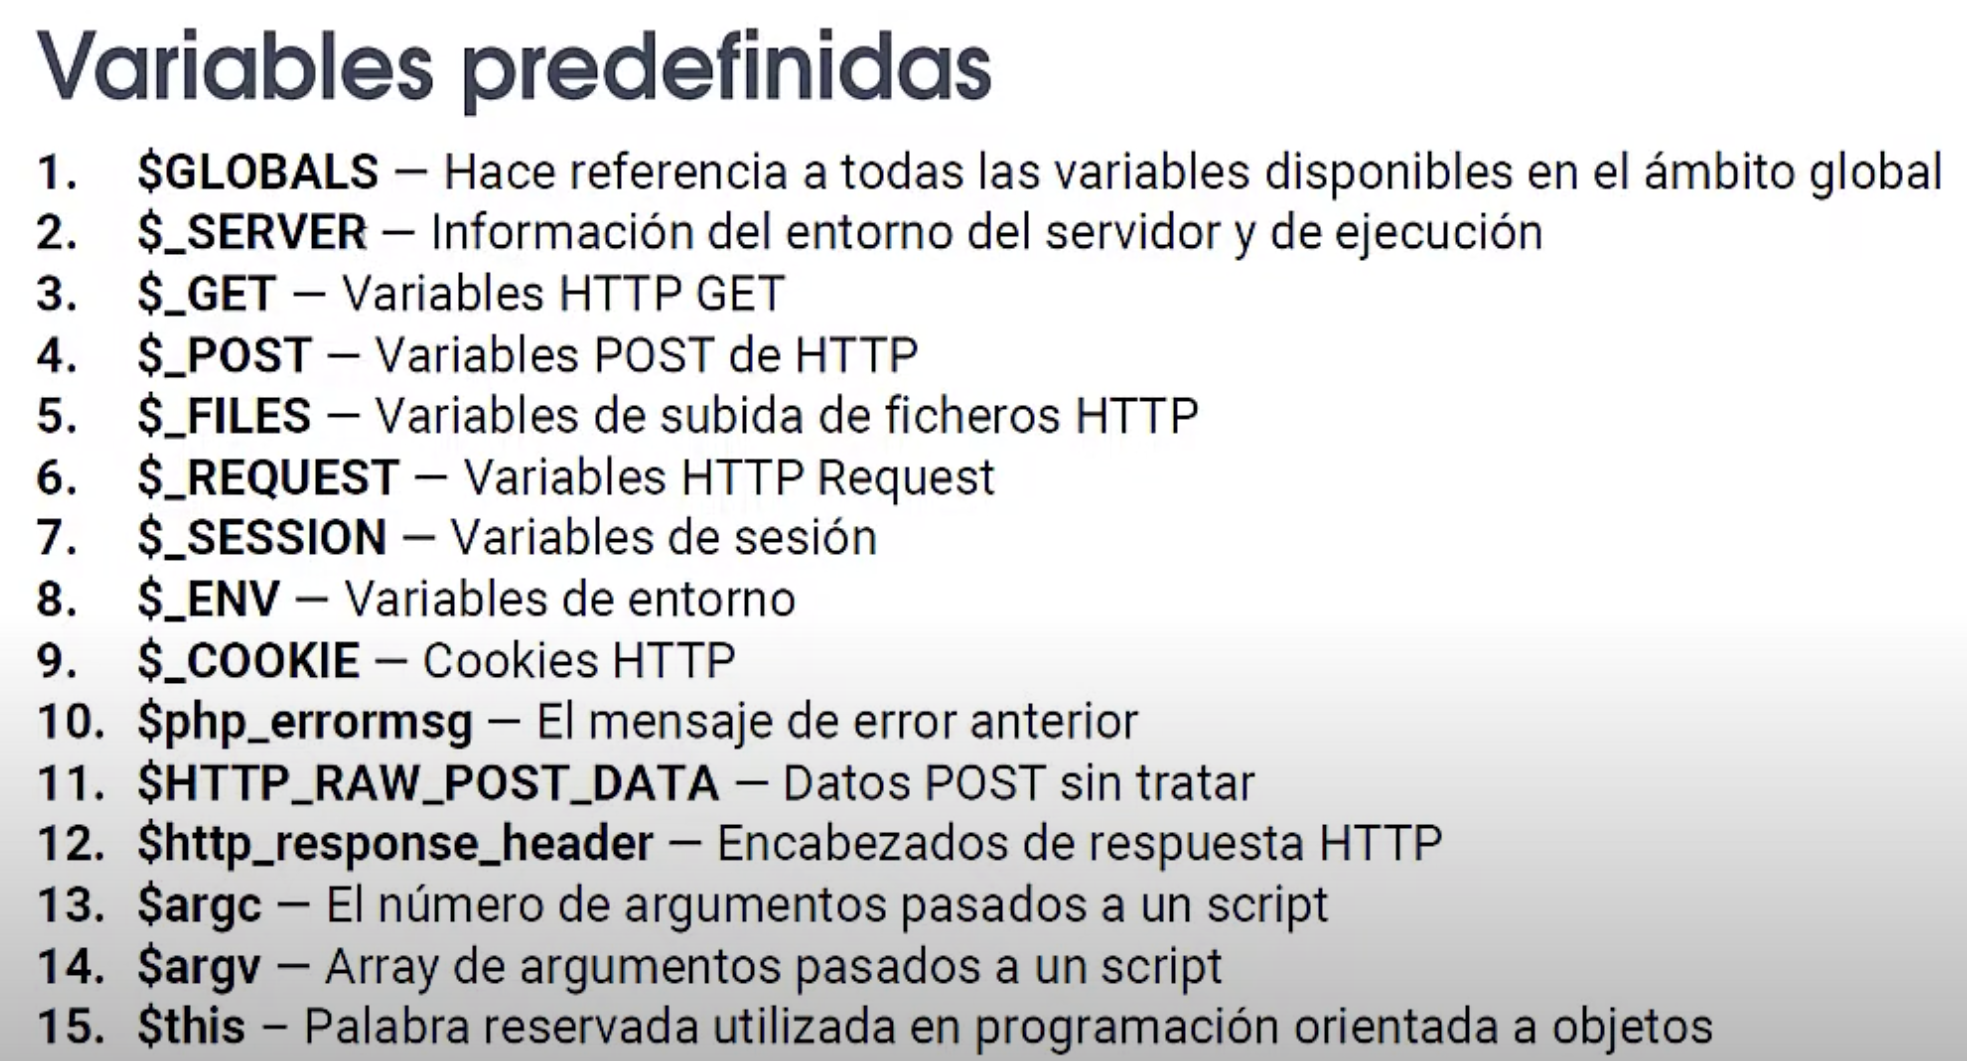 Variables predefinidas
1. $GLOBALS — Hace referencia a todas las variables disponibles en el ámbito global
2. $_SERVER — Información del entorno del servidor y de ejecución
3. $_GET — Variables HTTP GET
4. $_POST — Variables POST de HTTP
5. $_FILES — Variables de subida de ficheros HTTP
6. $_REQUEST — Variables HTTP Request
7. $_SESSION — Variables de sesión
8. $_ENV — Variables de entorno
9. $_COOKIE — Cookies HTTP
10. $php_errormsg — El mensaje de error anterior
11. $HTTP_RAW_POST_DATA — Datos POST sin tratar
12. $http_response_header — Encabezados de respuesta HTTP
13. $argc — El número de argumentos pasados a un script
14. $argv — Array de argumentos pasados a un script
15. $this – Palabra reservada utilizada en programación orientada a objetos